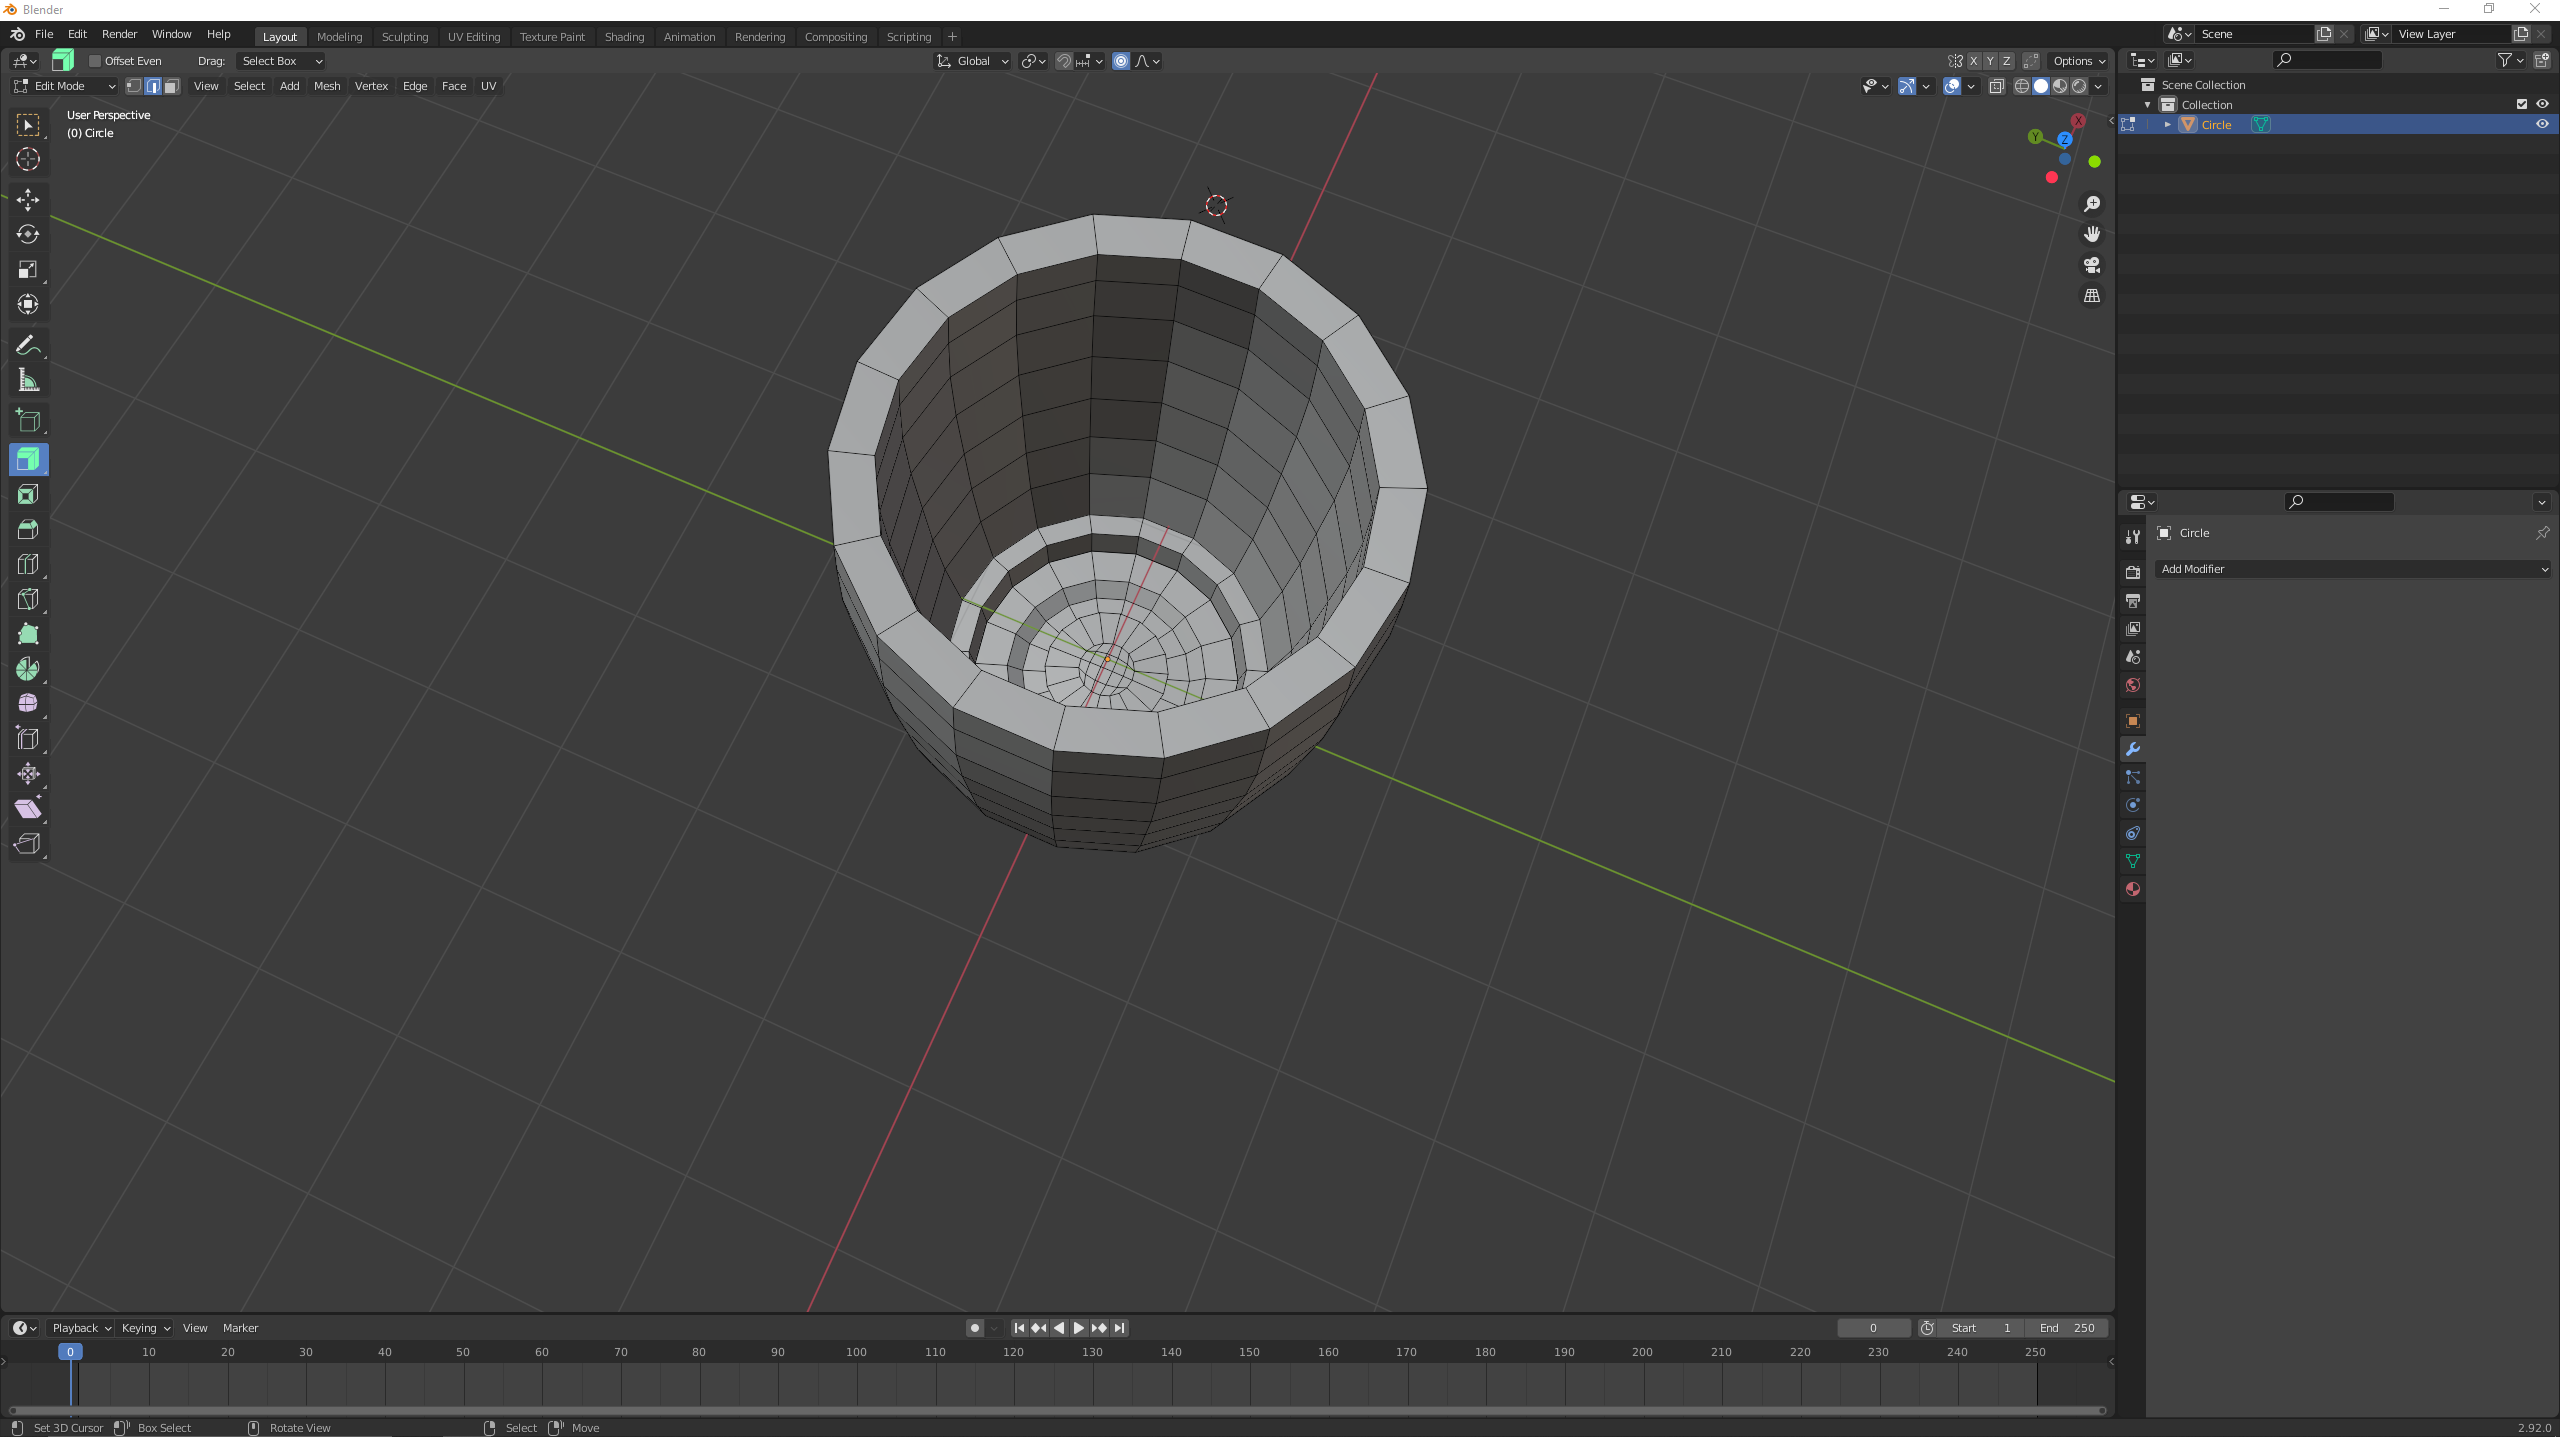 Blender
File Edit Render Window Help Layout Modeling Sculpting UV Editing Texture Paint Shading Animation Rendering Compositing Scripting + Scene View Layer
Offset Even Drag: Select Box Global X Y Z Options
Edit Mode View Select Add Mesh Vertex Edge Face UV
User Perspective
(0) Circle
X
Y
Z
Scene Collection
Collection
Circle
Circle
Add Modifier
Playback Keying View Marker 0 Start 1 End 250
0 10 20 30 40 50 60 70 80 90 100 110 120 130 140 150 160 170 180 190 200 210 220 230 240 250
Set 3D Cursor Box Select Rotate View Select Move 2.92.0